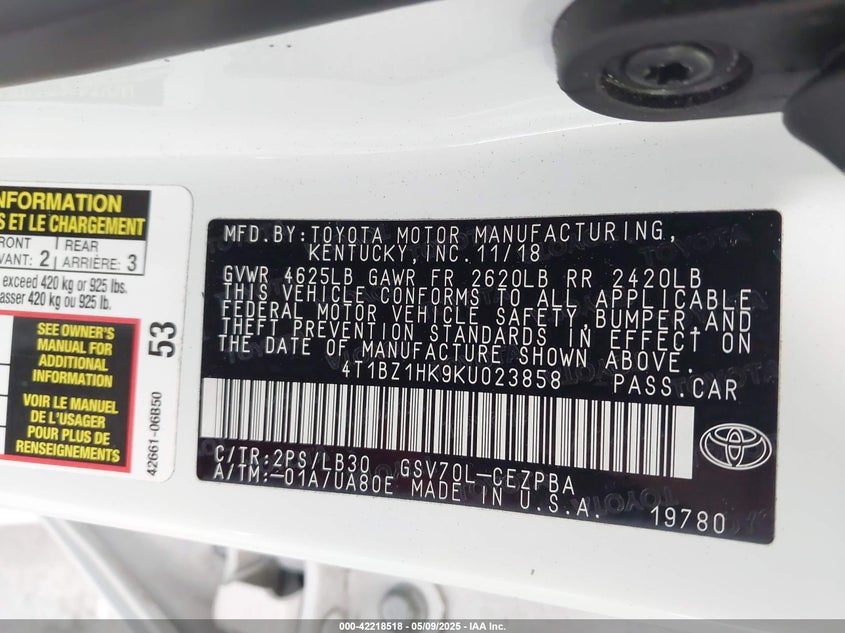 NFORMATION
S ET LE CHARGEMENT
FRONT REAR
VANT: 2 ARRIÈRE: 3
exceed 420 kg or 925 lbs.
asser 420 kg ou 925 lb.
SEE OWNER'S
MANUAL FOR
ADDITIONAL
INFORMATION
VOIR LE MANUEL
DE L'USAGER
POUR PLUS DE
RENSEIGNEMENTS
53
42661-06B50
MFD.BY:TOYOTA MOTOR MANUFACTURING,
KENTUCKY,INC.11/18
GVWR 4625LB GAWR FR 2620LB RR 2420LB
THIS VEHICLE CONFORMS TO ALL APPLICABLE
FEDERAL MOTOR VEHICLE SAFETY,BUMPER,AND
THEFT PREVENTION STANDARDS IN EFFECT ON
THE DATE OF MANUFACTURE SHOWN ABOVE.
4T1BZ1HK9KU023858 PASS.CAR
C/TR:2PS/LB30 GSV70L-CEZPBA
A/TM:-01A7UA80E MADE IN U.S.A. 19780
000-42218518 - 05/09/2025 - IAA Inc.